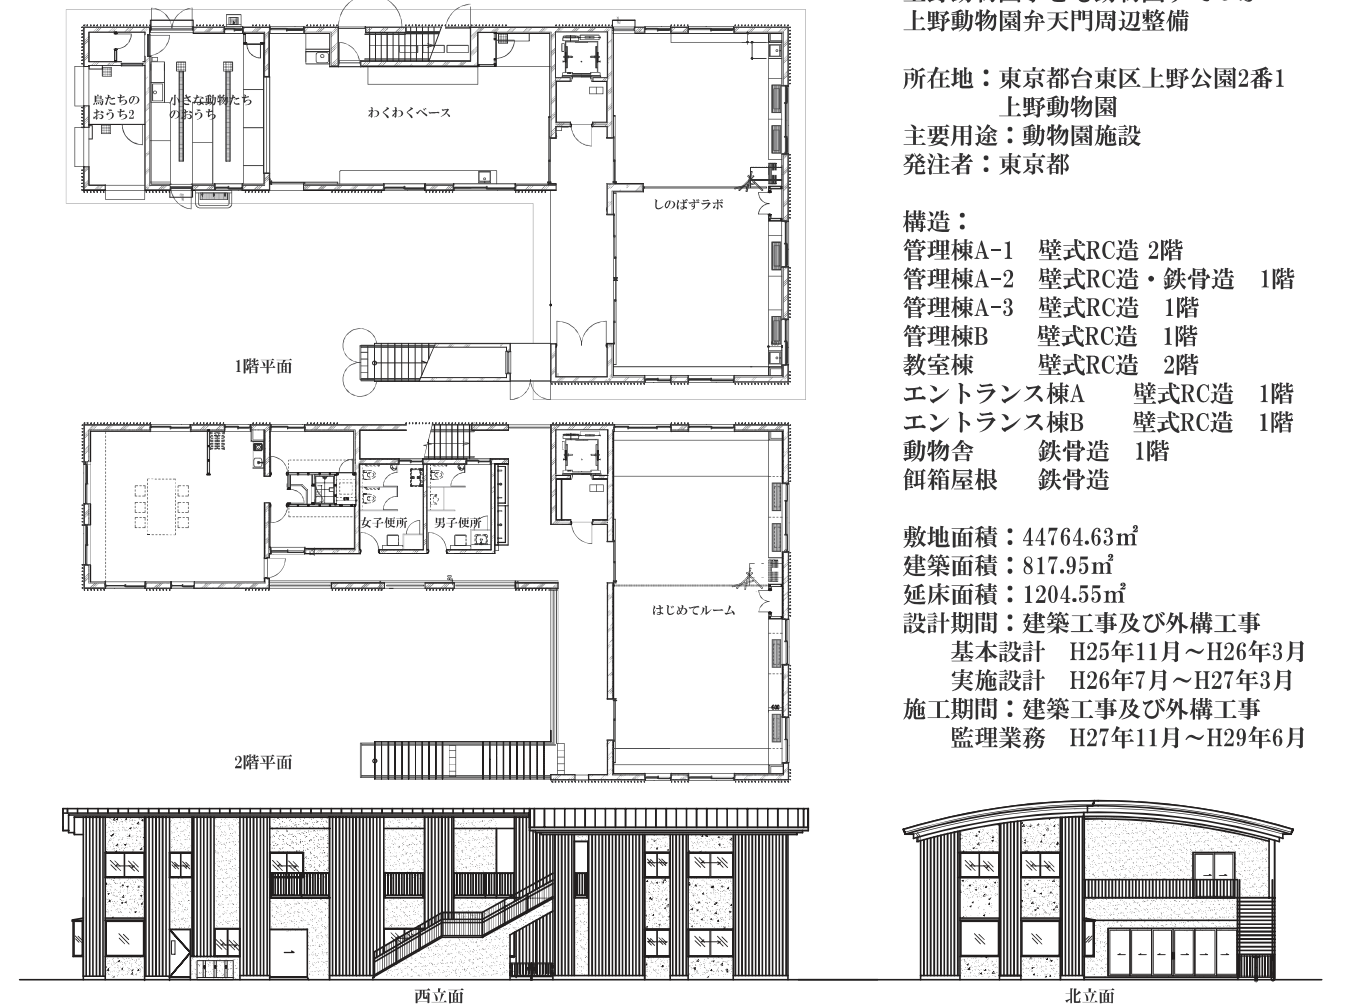 鳥たちの
おうち2
小さな動物たち
のおうち
わくわくベース
しのばずラボ
1階平面
女子便所
男子便所
はじめてルーム
2階平面
西立面
北立面
上野動物園弁天門周辺整備
所在地：東京都台東区上野公園2番1
上野動物園
主要用途：動物園施設
発注者：東京都
構造：
管理棟A-1　壁式RC造 2階
管理棟A-2　壁式RC造・鉄骨造　1階
管理棟A-3　壁式RC造　1階
管理棟B　　壁式RC造　1階
教室棟　　 壁式RC造　2階
エントランス棟A　　壁式RC造　1階
エントランス棟B　　壁式RC造　1階
動物舎　　 鉄骨造　1階
餌箱屋根　 鉄骨造
敷地面積：44764.63㎡
建築面積：817.95㎡
延床面積：1204.55㎡
設計期間：建築工事及び外構工事
基本設計　H25年11月～H26年3月
実施設計　H26年7月～H27年3月
施工期間：建築工事及び外構工事
監理業務　H27年11月～H29年6月